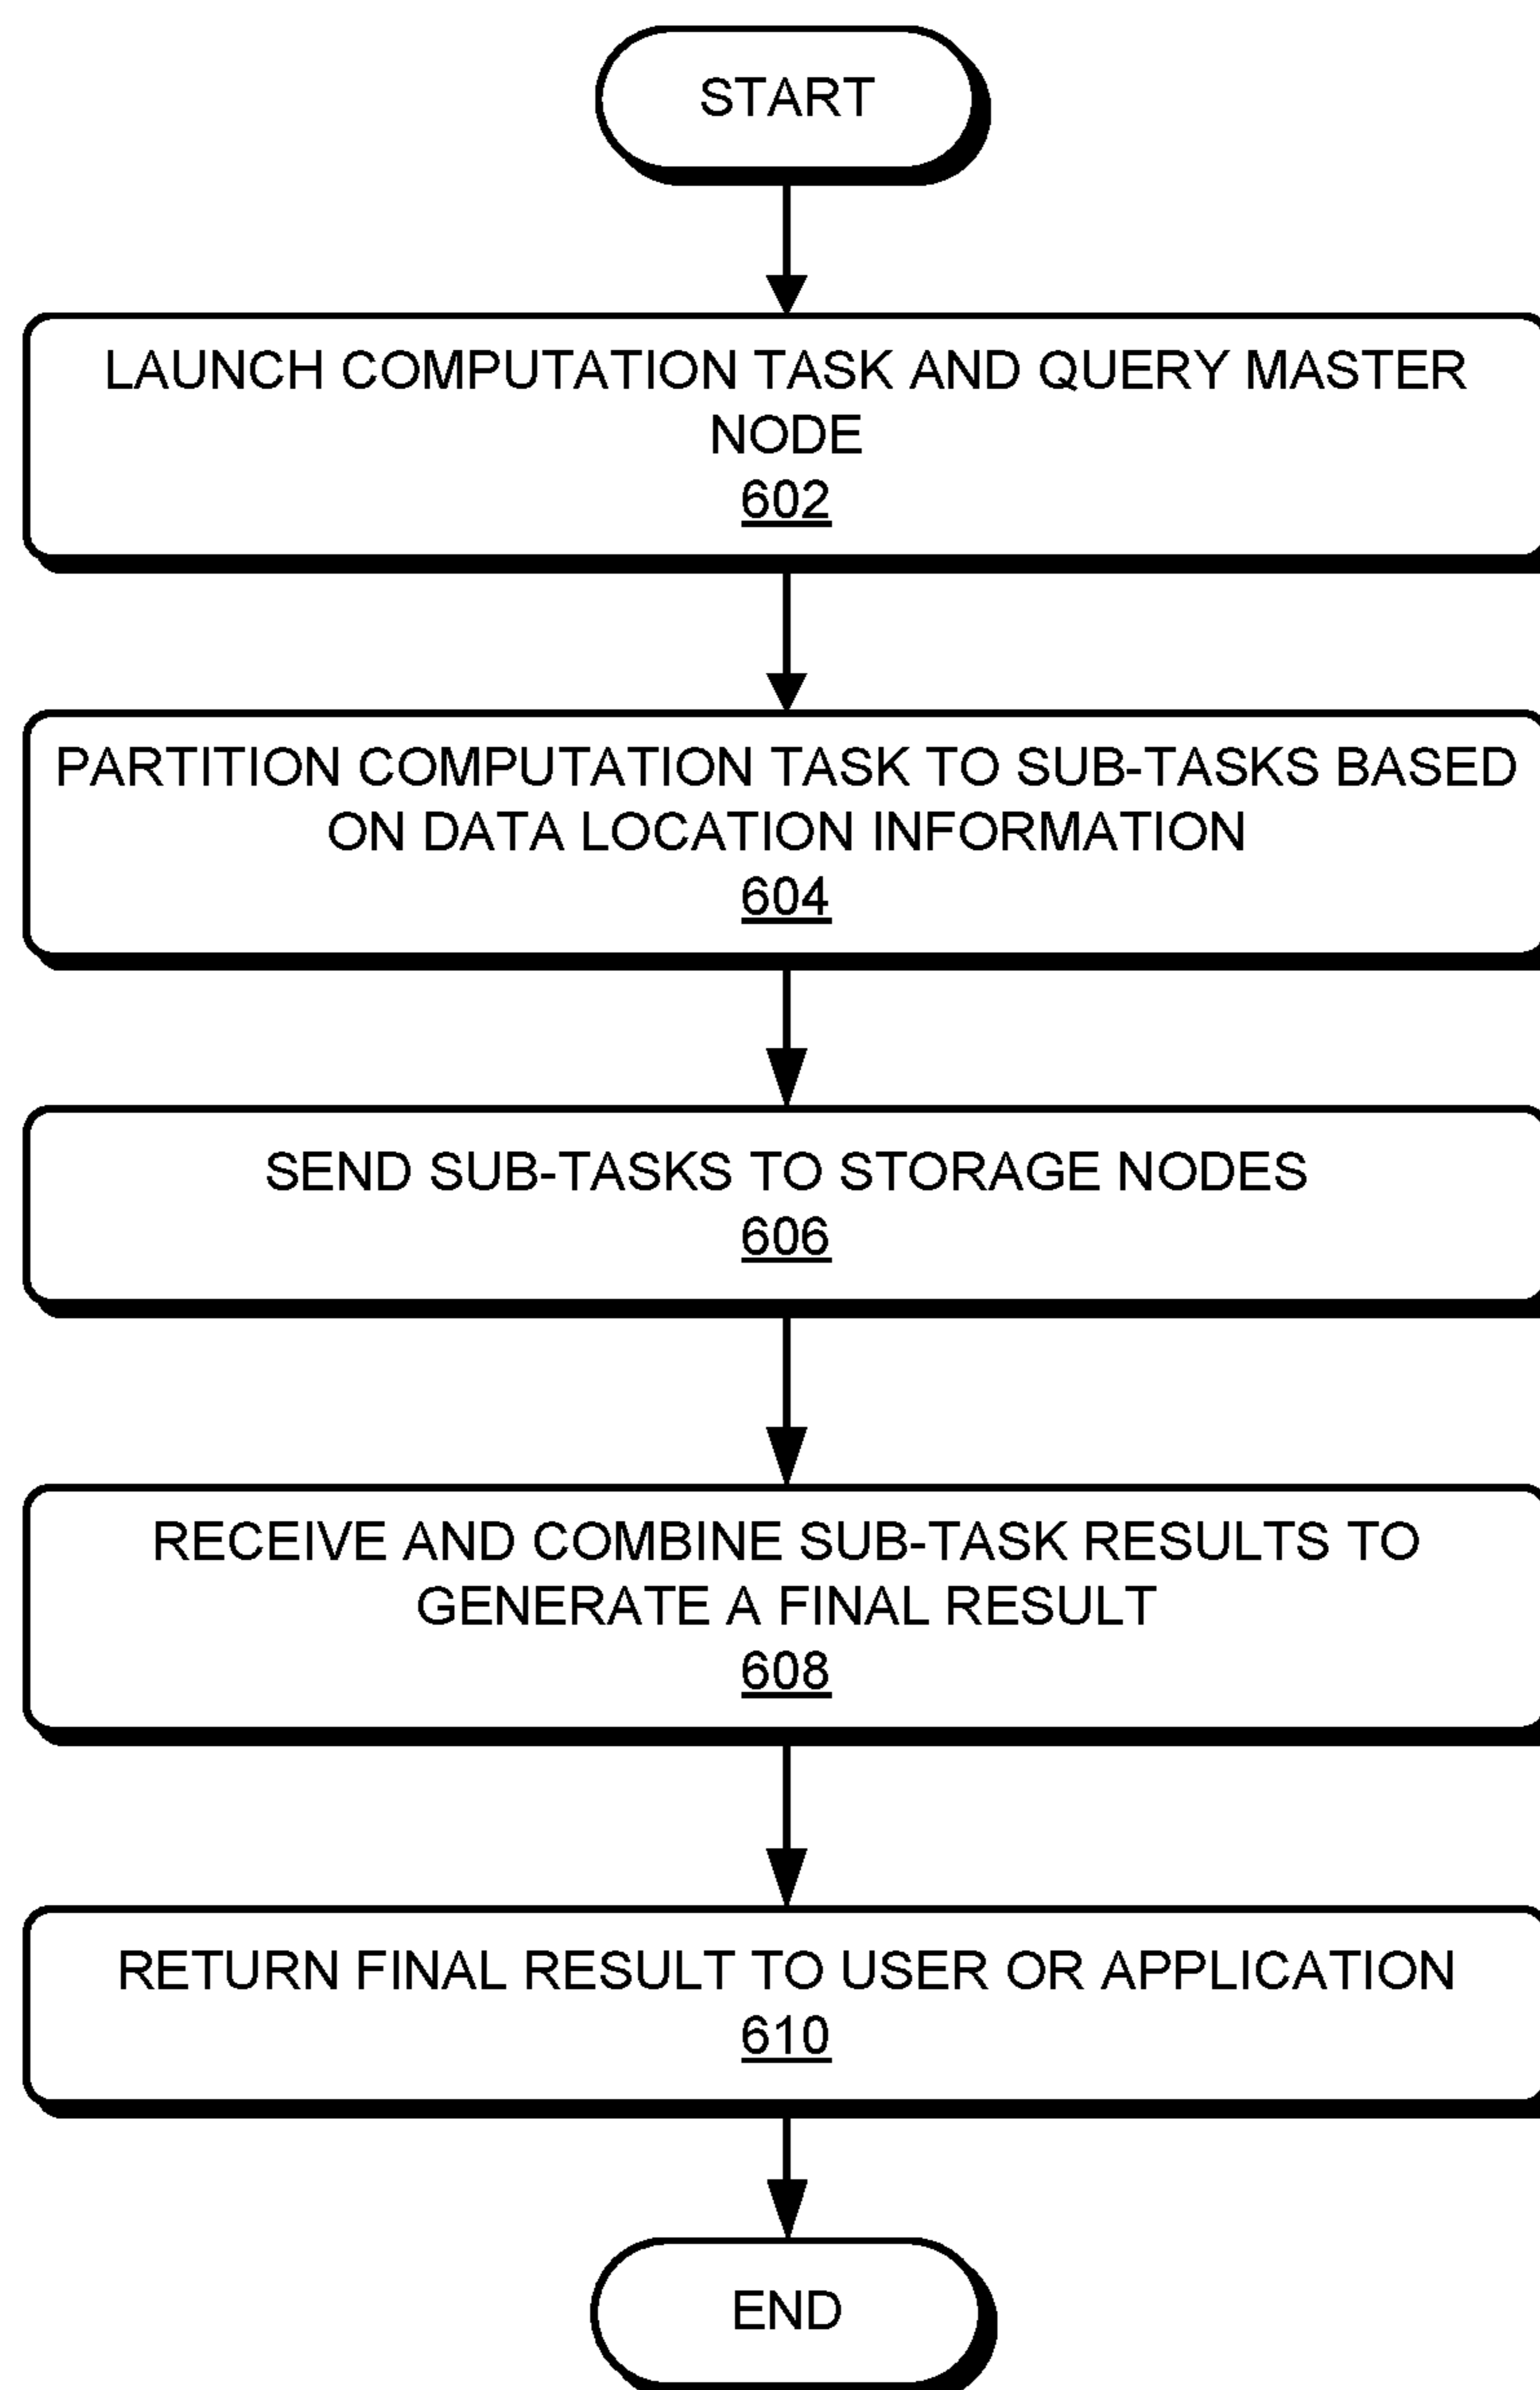 START
LAUNCH COMPUTATION TASK AND QUERY MASTER
NODE
602
PARTITION COMPUTATION TASK TO SUB-TASKS BASED
ON DATA LOCATION INFORMATION
604
SEND SUB-TASKS TO STORAGE NODES
606
RECEIVE AND COMBINE SUB-TASK RESULTS TO
GENERATE A FINAL RESULT
608
RETURN FINAL RESULT TO USER OR APPLICATION
610
END